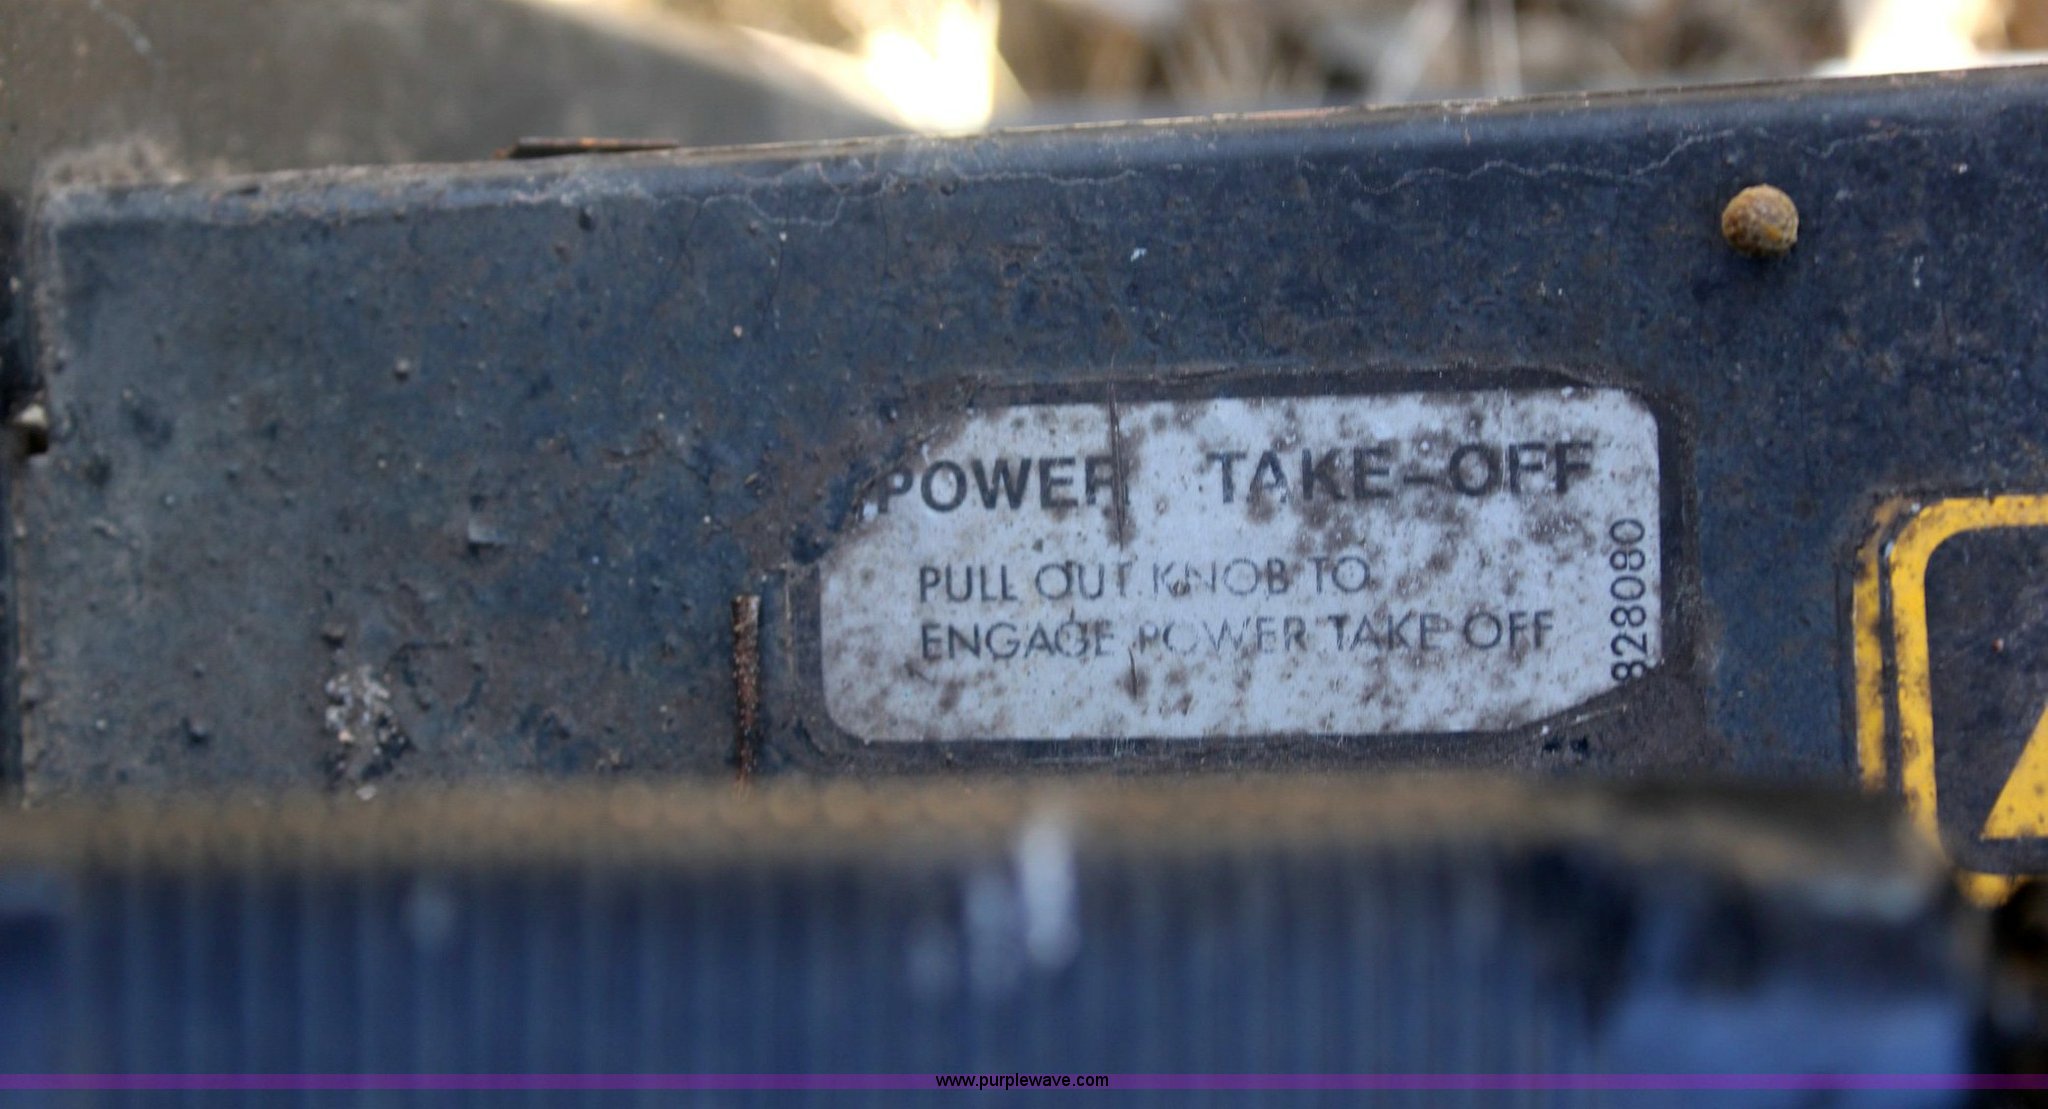 POWER TAKE-OFF
PULL OUT KNOB TO
ENGAGE POWER TAKE OFF
828080
www.purplewave.com